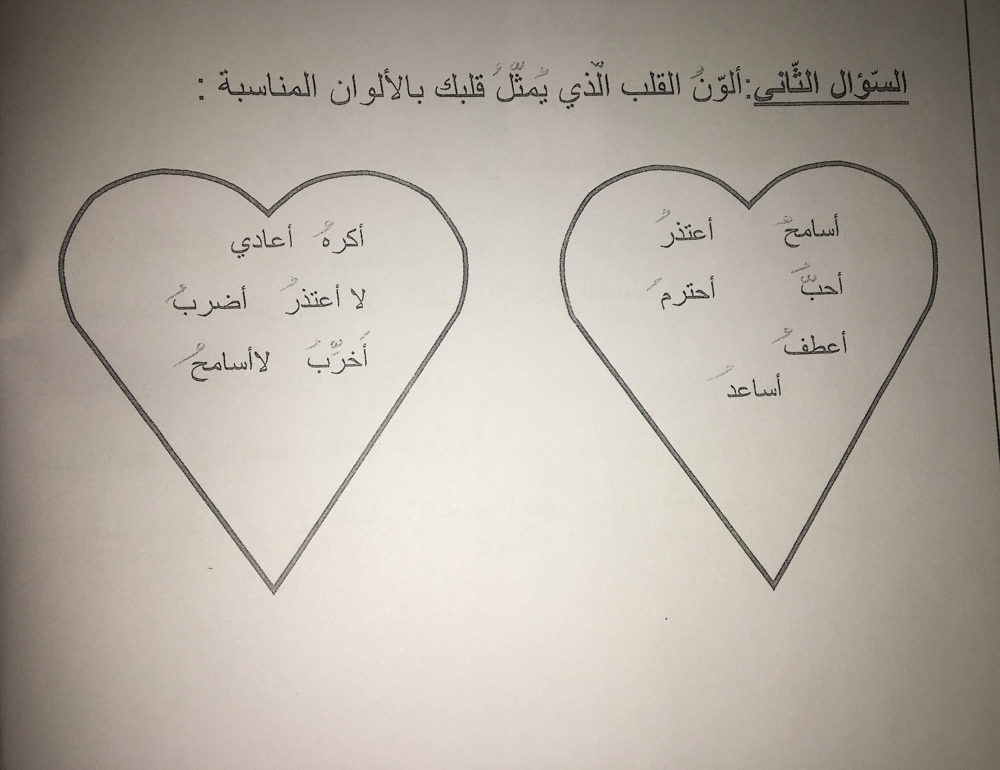 السّؤال الثّاني:ألوّنُ القلب الّذي يُمثّلُ قلبك بالألوان المناسبة :
أسامحُ أعتذرُ
أحبُّ أحترمُ
أعطفُ
أساعدُ
أكرهُ أعادي
لا أعتذرُ أضربُ
أَخرِّبُ لاأسامحُ